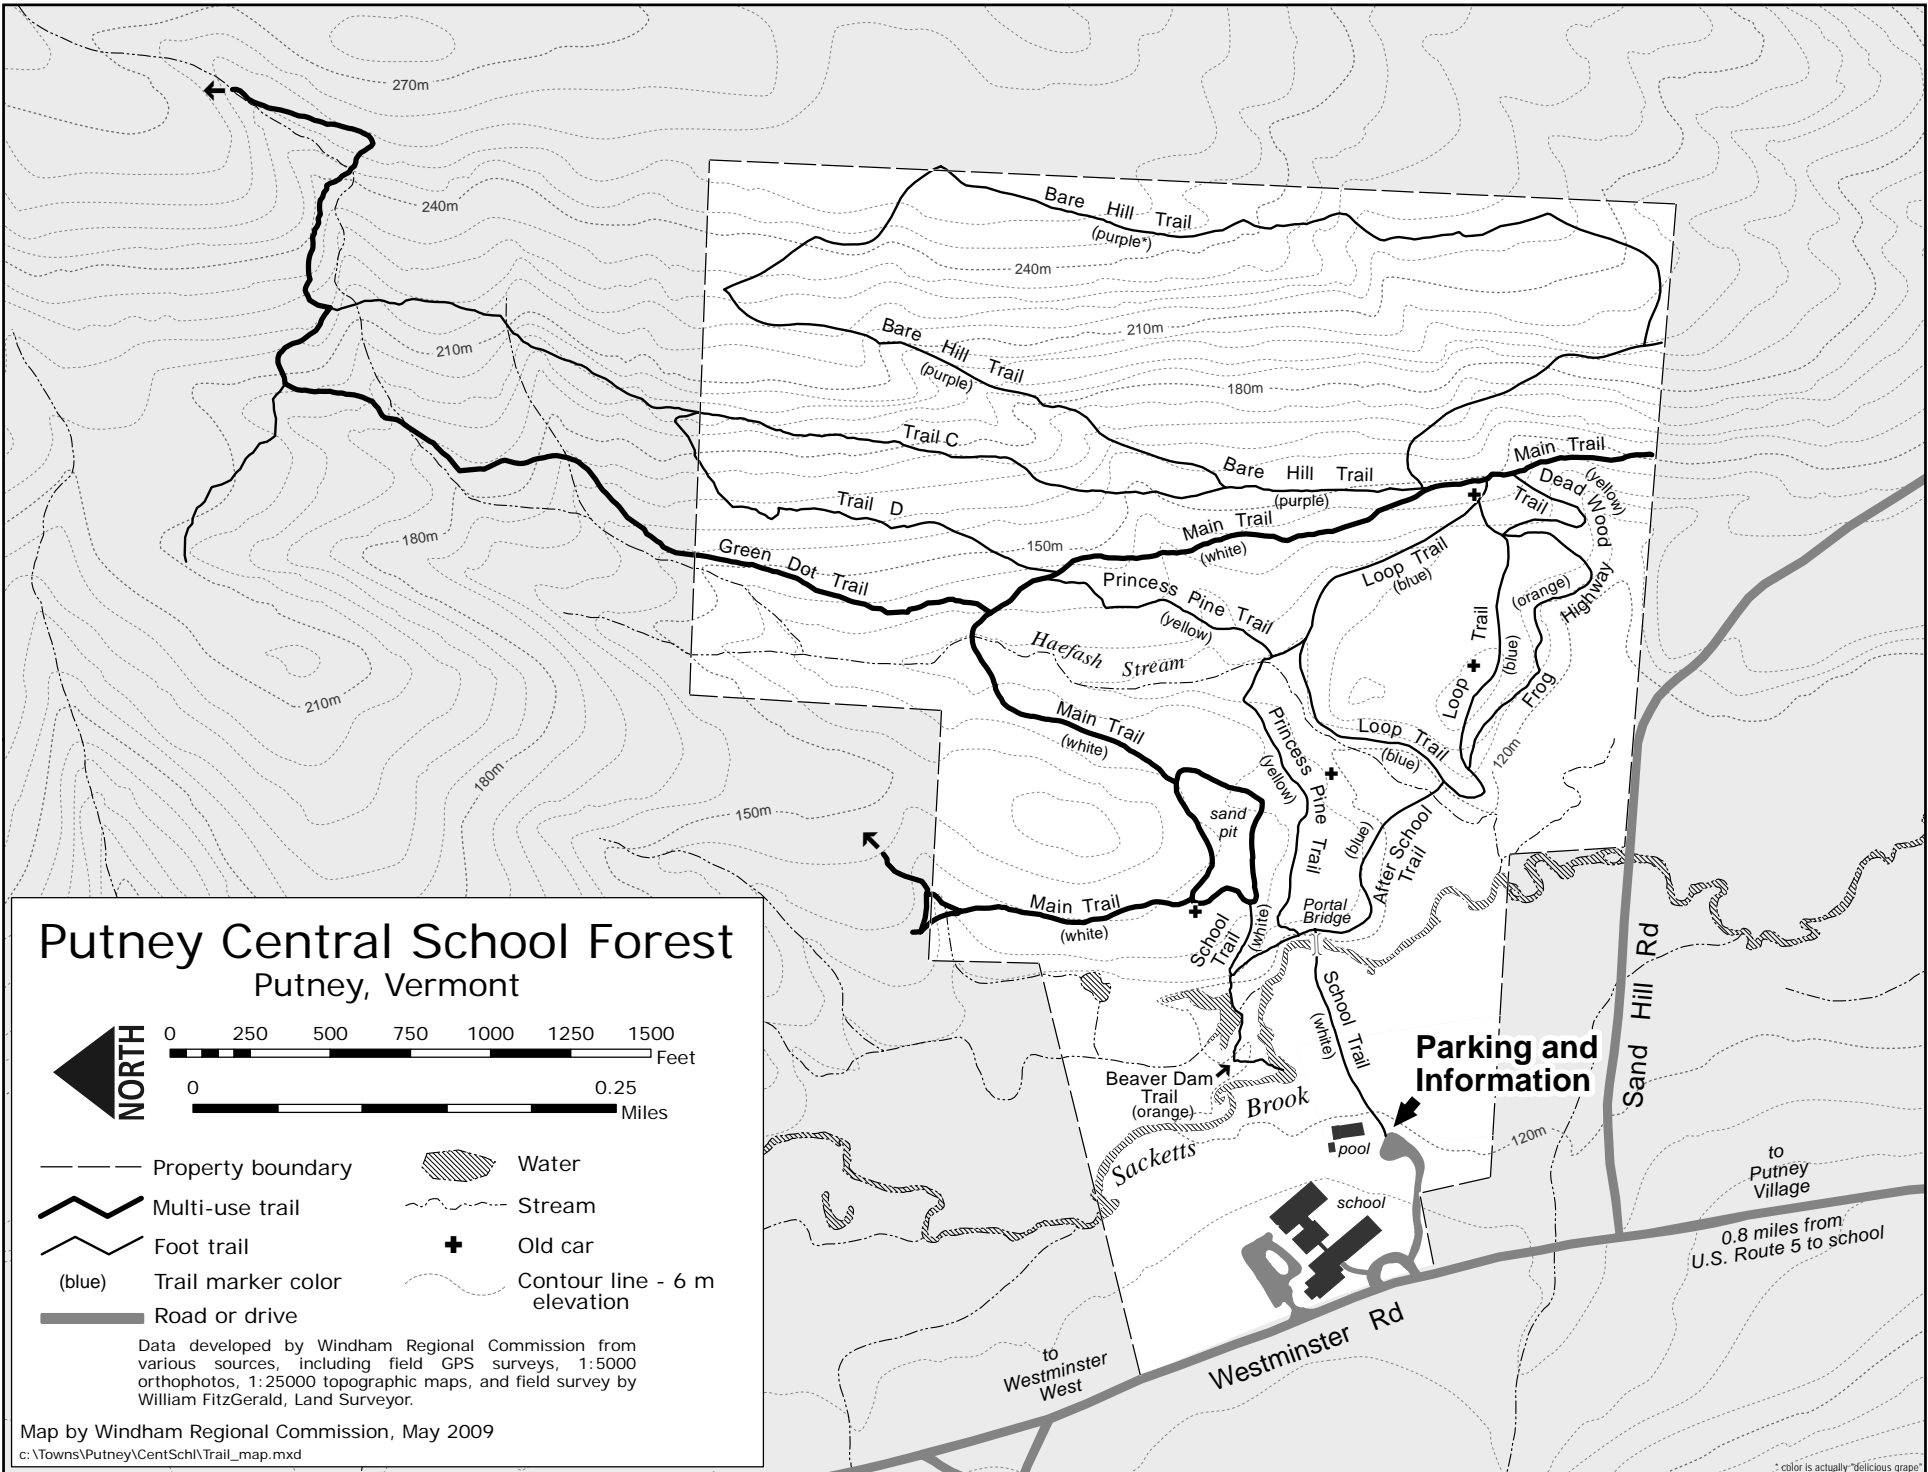 270m
240m
Bare Hill Trail
(purple*)
240m
210m
Bare Hill Trail
(purple)
210m
180m
Trail C
Main Trail
Bare Hill Trail
(purple)
Dead Wood
Trail
(yellow)
Trail D
Main Trail
(white)
180m
150m
Green Dot Trail
Loop Trail
(blue)
Princess Pine Trail
(yellow)
(orange)
Frog Highway
Loop Trail
(blue)
Haefash Stream
210m
Main Trail
(white)
Princess Pine Trail
(yellow)
Loop Trail
(blue)
120m
180m
150m
sand
pit
(blue)
After School
Trail
Main Trail
(white)
School
Trail
(white)
Portal
Bridge
School Trail
(white)
Sand Hill Rd
Parking and
Information
Beaver Dam
Trail
(orange)
Sacketts Brook
pool
120m
school
to
Putney
Village
0.8 miles from
U.S. Route 5 to school
Westminster Rd
to
Westminster
West
Putney Central School Forest
Putney, Vermont
NORTH
0 250 500 750 1000 1250 1500
Feet
0 0.25
Miles
Property boundary
Water
Multi-use trail
Stream
Foot trail
Old car
(blue) Trail marker color
Contour line - 6 m
elevation
Road or drive
Data developed by Windham Regional Commission from
various sources, including field GPS surveys, 1:5000
orthophotos, 1:25000 topographic maps, and field survey by
William FitzGerald, Land Surveyor.
Map by Windham Regional Commission, May 2009
c:\Towns\Putney\CentSchl\Trail_map.mxd
* color is actually "delicious grape"